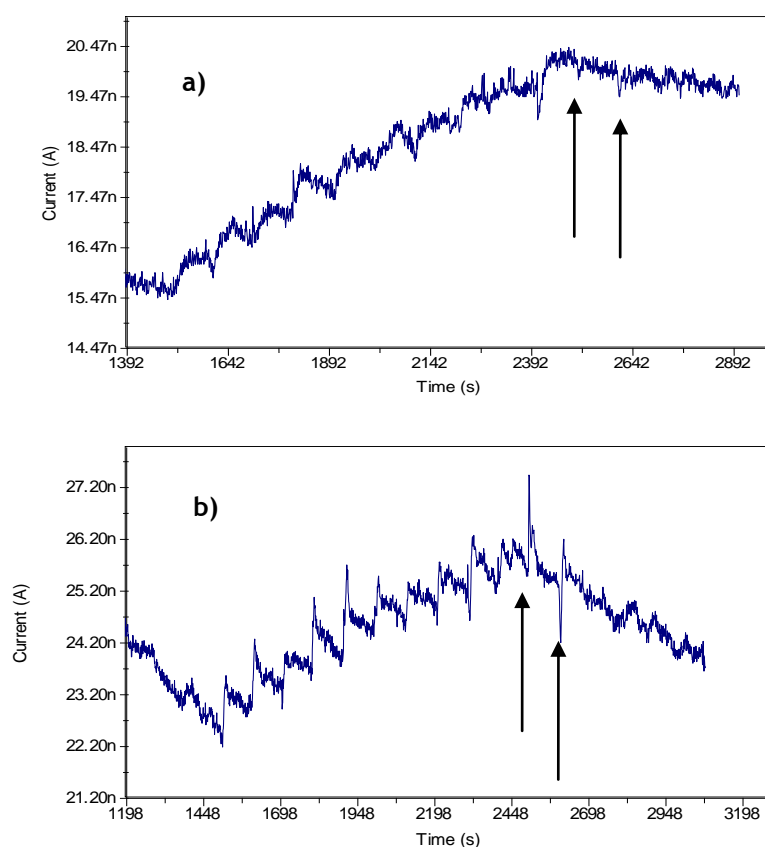 a)
Current (A)
20.47n
19.47n
18.47n
17.47n
16.47n
15.47n
14.47n
1392 1642 1892 2142 2392 2642 2892
Time (s)
b)
Current (A)
27.20n
26.20n
25.20n
24.20n
23.20n
22.20n
21.20n
1198 1448 1698 1948 2198 2448 2698 2948 3198
Time (s)